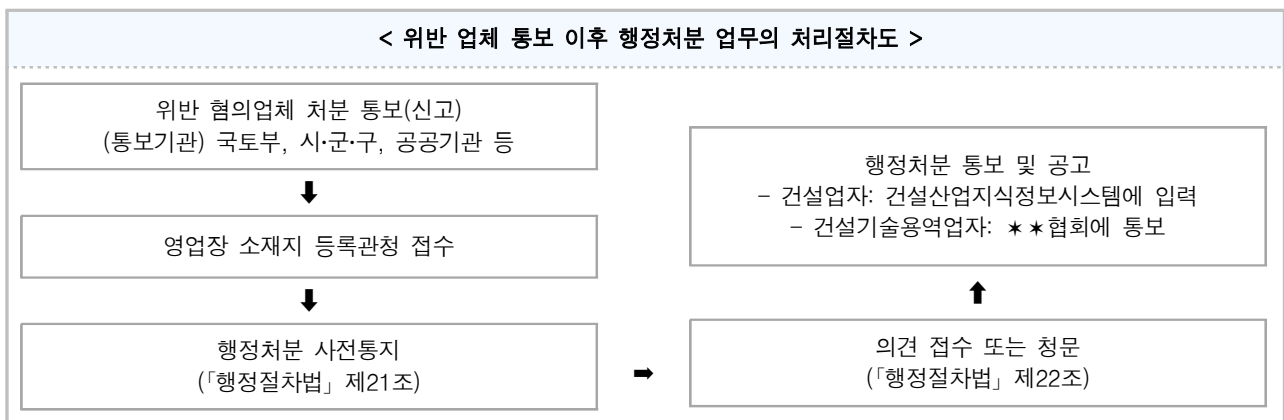 < 위반 업체 통보 이후 행정처분 업무의 처리절차도 >
위반 혐의업체 처분 통보(신고)
(통보기관) 국토부, 시·군·구, 공공기관 등
⬇
영업장 소재지 등록관청 접수
⬇
행정처분 사전통지
(「행정절차법」 제21조)
➡
의견 접수 또는 청문
(「행정절차법」 제22조)
⬆
행정처분 통보 및 공고
– 건설업자: 건설산업지식정보시스템에 입력
– 건설기술용역업자: ✶✶협회에 통보